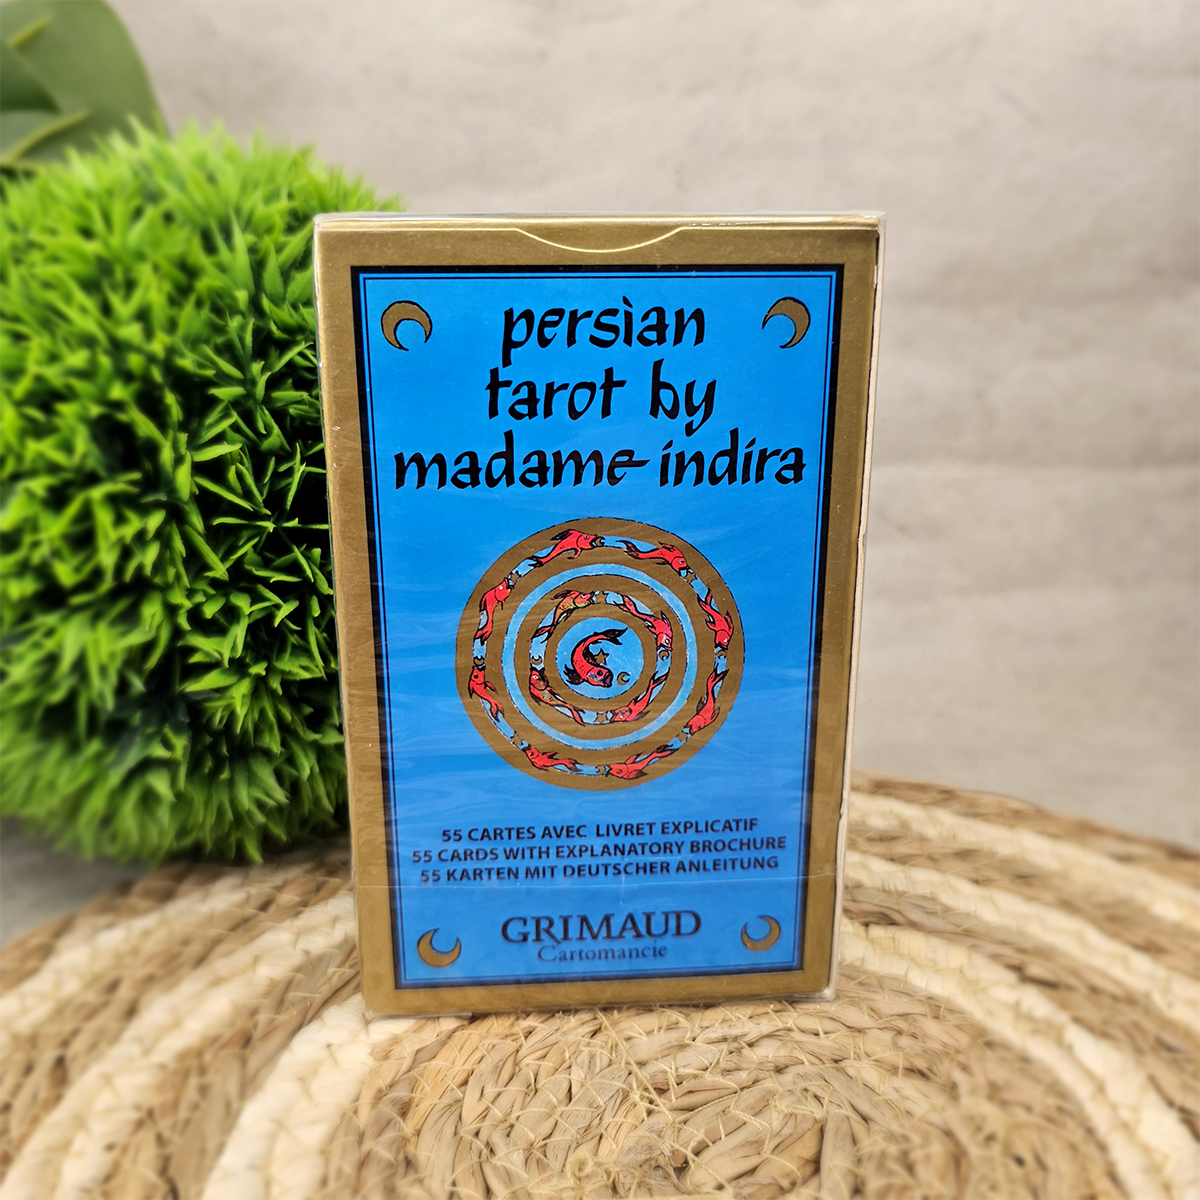 persìan
tarot by
madame indira
55 CARTES AVEC LIVRET EXPLICATIF
55 CARDS WITH EXPLANATORY BROCHURE
55 KARTEN MIT DEUTSCHER ANLEITUNG
GRIMAUD
Cartomancie